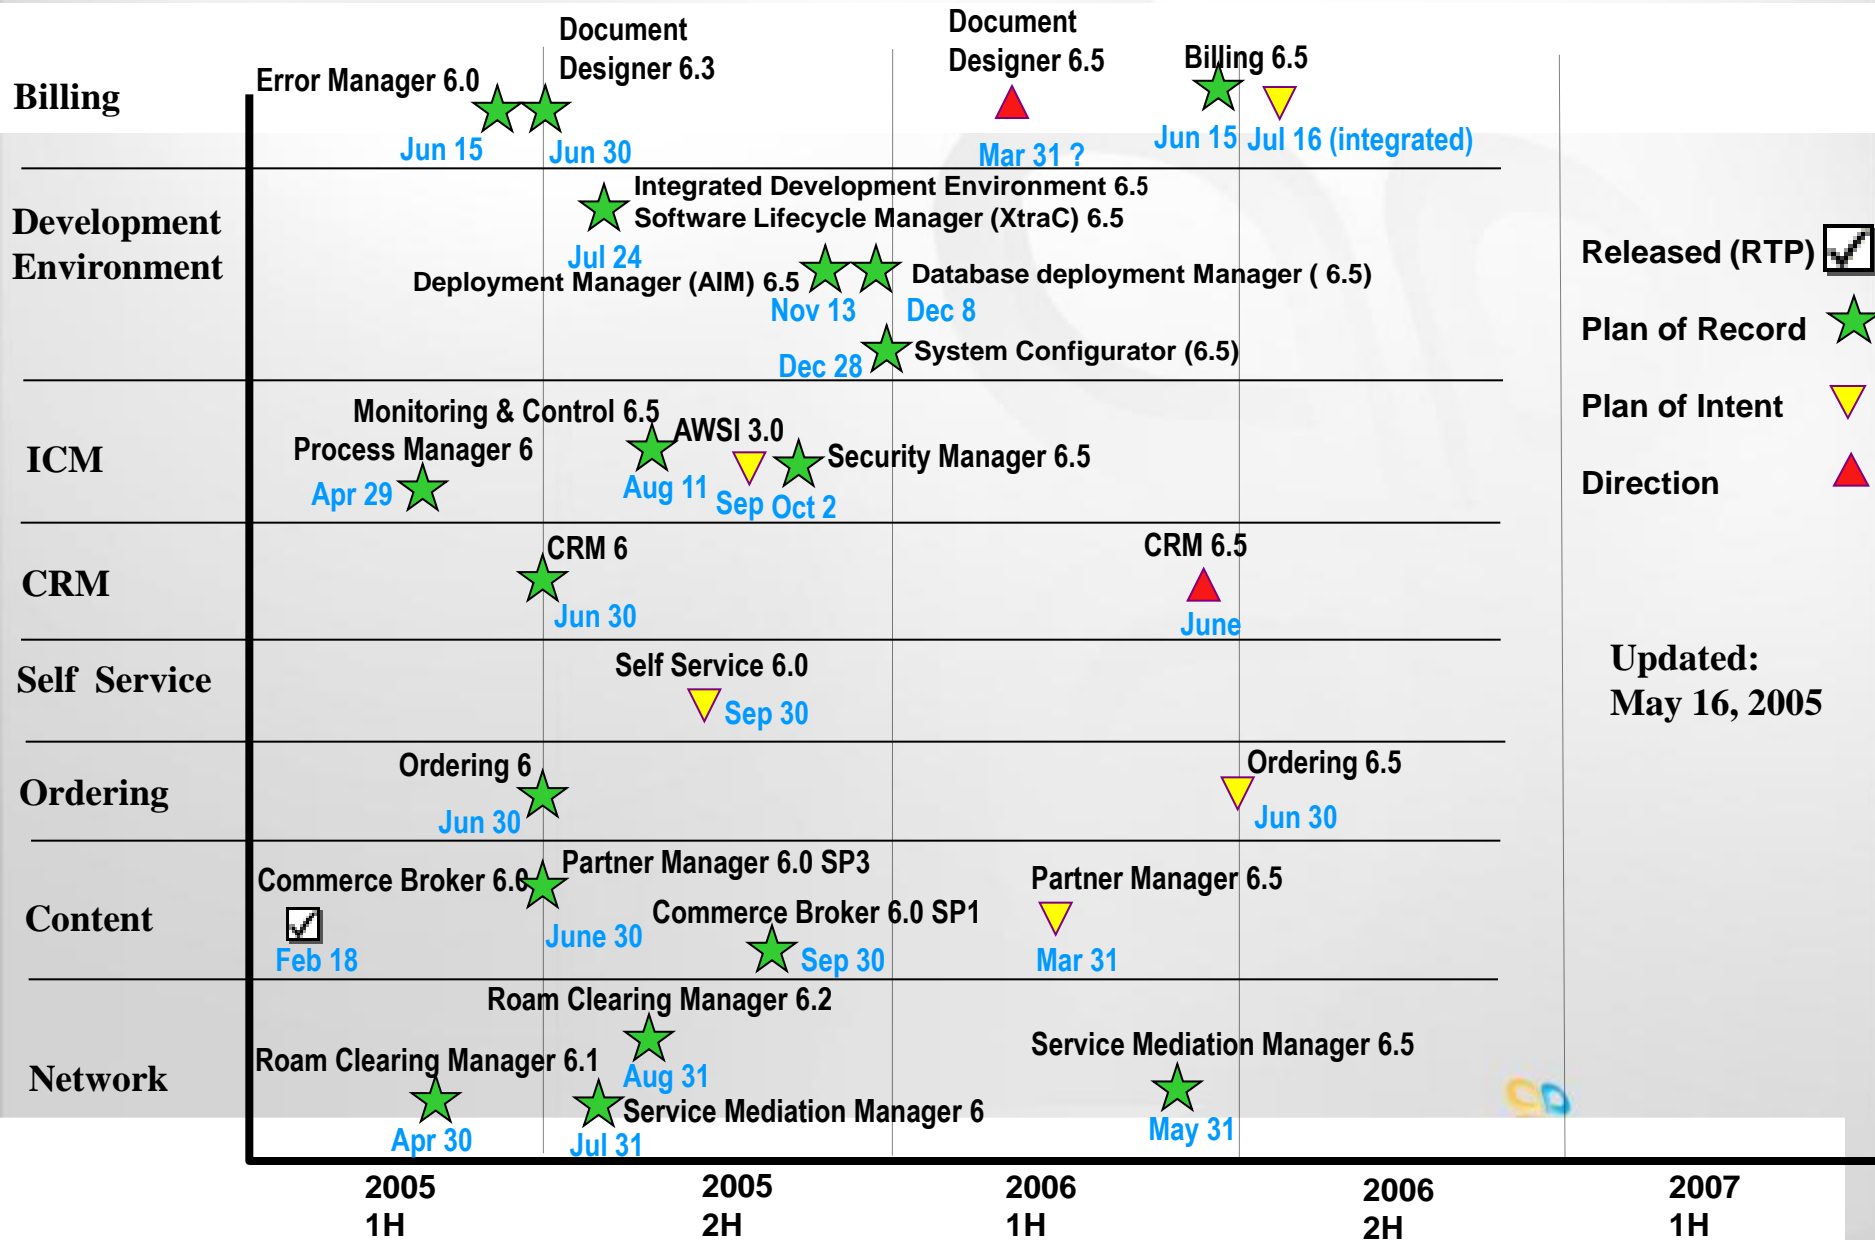 Billing
Error Manager 6.0
Jun 15
Document
Designer 6.3
Jun 30
Document
Designer 6.5
Mar 31 ?
Billing 6.5
Jun 15
Jul 16 (integrated)
Development
Environment
Integrated Development Environment 6.5
Software Lifecycle Manager (XtraC) 6.5
Jul 24
Deployment Manager (AIM) 6.5
Nov 13
Database deployment Manager ( 6.5)
Dec 8
System Configurator (6.5)
Dec 28
ICM
Monitoring & Control 6.5
Process Manager 6
Apr 29
Aug 11
AWSI 3.0
Sep
Oct 2
Security Manager 6.5
CRM
CRM 6
Jun 30
CRM 6.5
June
Self Service
Self Service 6.0
Sep 30
Ordering
Ordering 6
Jun 30
Ordering 6.5
Jun 30
Content
Commerce Broker 6.0
Feb 18
Partner Manager 6.0 SP3
June 30
Commerce Broker 6.0 SP1
Sep 30
Partner Manager 6.5
Mar 31
Network
Roam Clearing Manager 6.2
Aug 31
Roam Clearing Manager 6.1
Apr 30
Service Mediation Manager 6
Jul 31
Service Mediation Manager 6.5
May 31
2005
1H
2005
2H
2006
1H
2006
2H
2007
1H
Released (RTP)
Plan of Record
Plan of Intent
Direction
Updated:
May 16, 2005